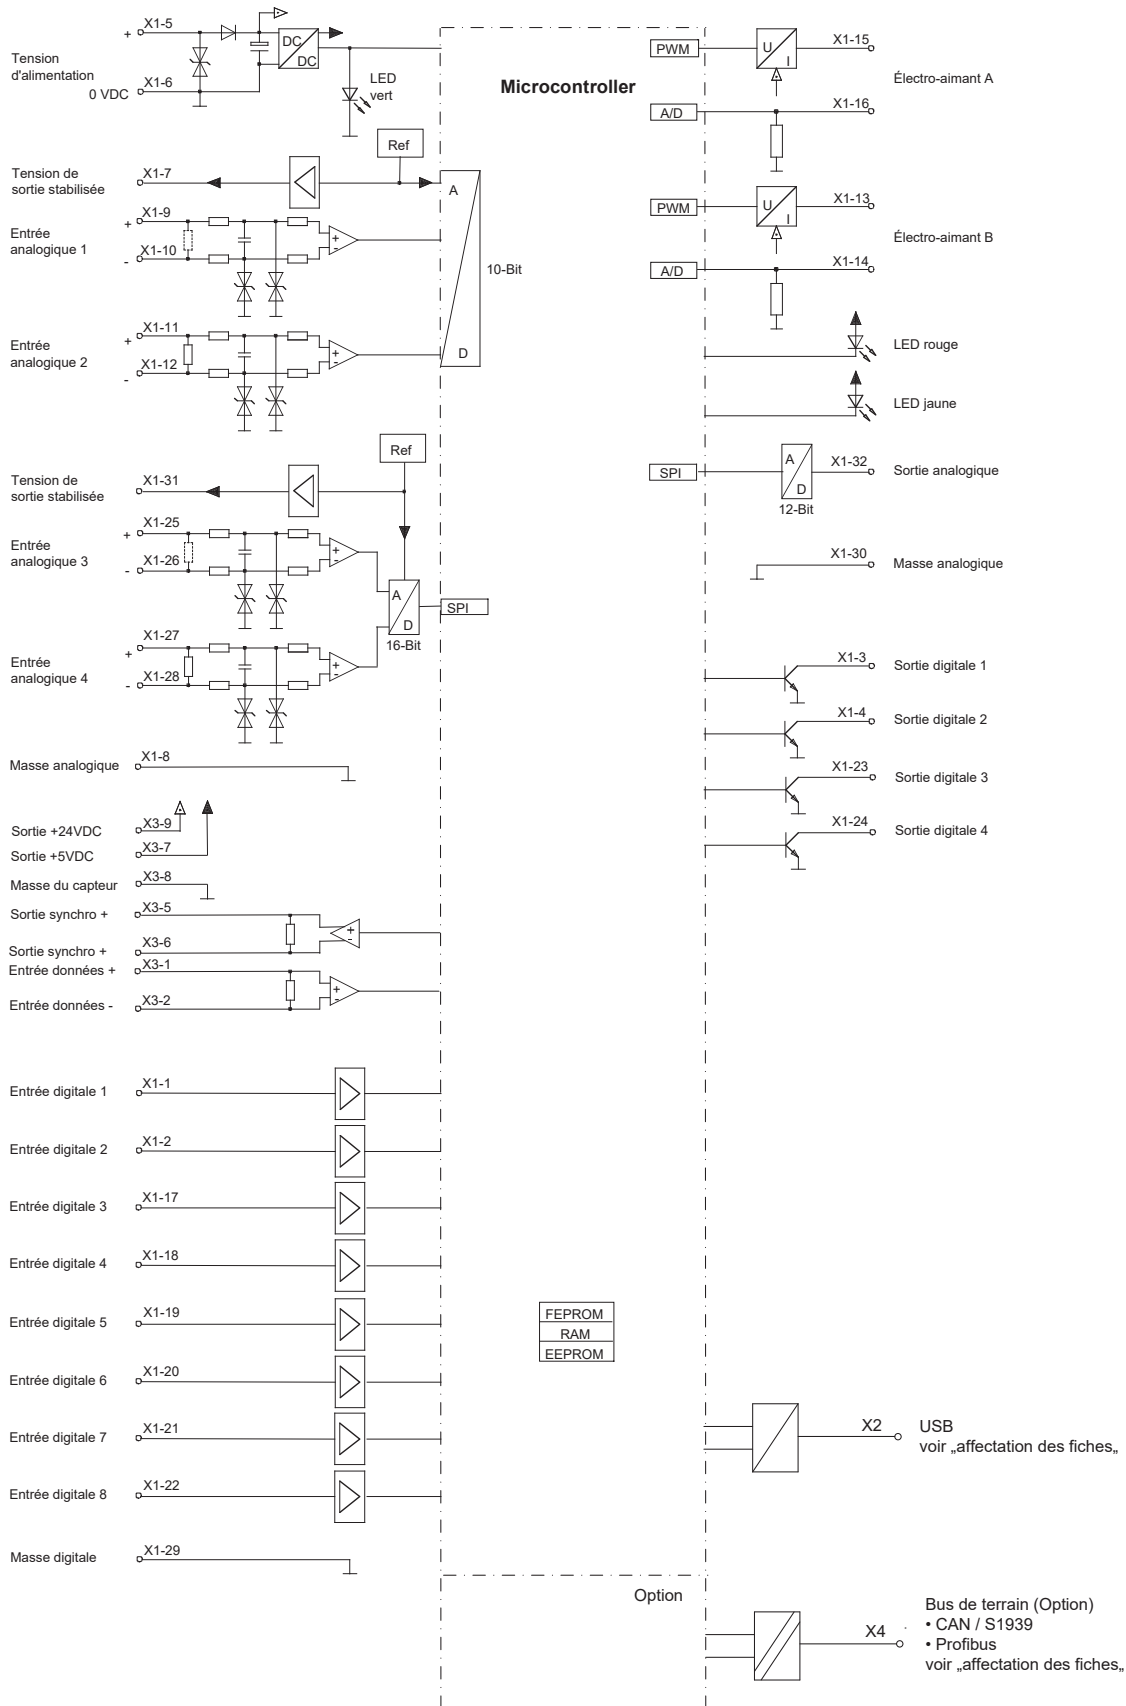 + X1-5
Tension
d'alimentation
0 VDC X1-6
DC
DC
LED
vert
Ref
Tension de
sortie stabilisée
X1-7
A
D
10-Bit
Entrée
analogique 1
+ X1-9
- X1-10
+
-
Entrée
analogique 2
+ X1-11
- X1-12
+
-
Ref
Tension de
sortie stabilisée
X1-31
Entrée
analogique 3
+ X1-25
- X1-26
+
-
A
D
16-Bit
SPI
Entrée
analogique 4
+ X1-27
- X1-28
+
-
Masse analogique X1-8
Sortie +24VDC X3-9
Sortie +5VDC X3-7
Masse du capteur X3-8
Sortie synchro + X3-5
+
-
Sortie synchro + X3-6
Entrée données + X3-1
+
-
Entrée données - X3-2
Entrée digitale 1 X1-1
Entrée digitale 2 X1-2
Entrée digitale 3 X1-17
Entrée digitale 4 X1-18
Entrée digitale 5 X1-19
Entrée digitale 6 X1-20
Entrée digitale 7 X1-21
Entrée digitale 8 X1-22
Masse digitale X1-29
Microcontroller
FEPROM
RAM
EEPROM
Option
PWM
U
I
X1-15
Électro-aimant A
A/D
X1-16
PWM
U
I
X1-13
Électro-aimant B
A/D
X1-14
LED rouge
LED jaune
SPI
A
D
12-Bit
X1-32
Sortie analogique
X1-30
Masse analogique
X1-3 Sortie digitale 1
X1-4 Sortie digitale 2
X1-23 Sortie digitale 3
X1-24 Sortie digitale 4
X2
USB
voir „affectation des fiches„
X4
Bus de terrain (Option)
• CAN / S1939
• Profibus
voir „affectation des fiches„